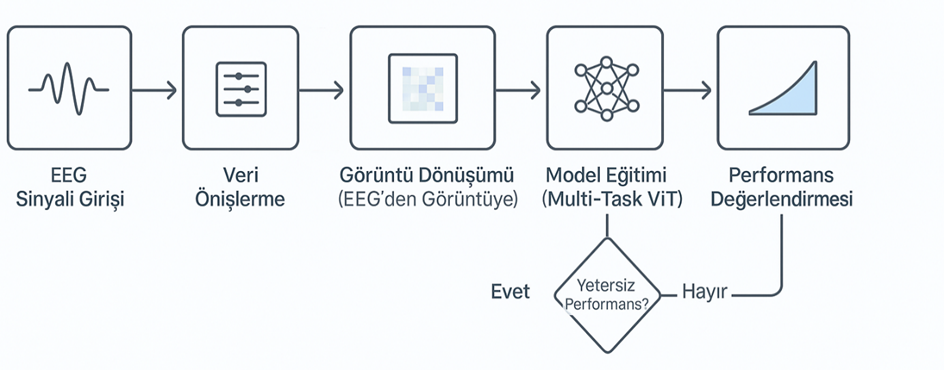 EEG
Sinyali Girişi
Veri
Önişlerme
Görüntü Dönüşümü
(EEG'den Görüntüye)
Model Eğitimi
(Multi-Task ViT)
Performans
Değerlendirmesi
Evet
Yetersiz
Performans?
Hayır